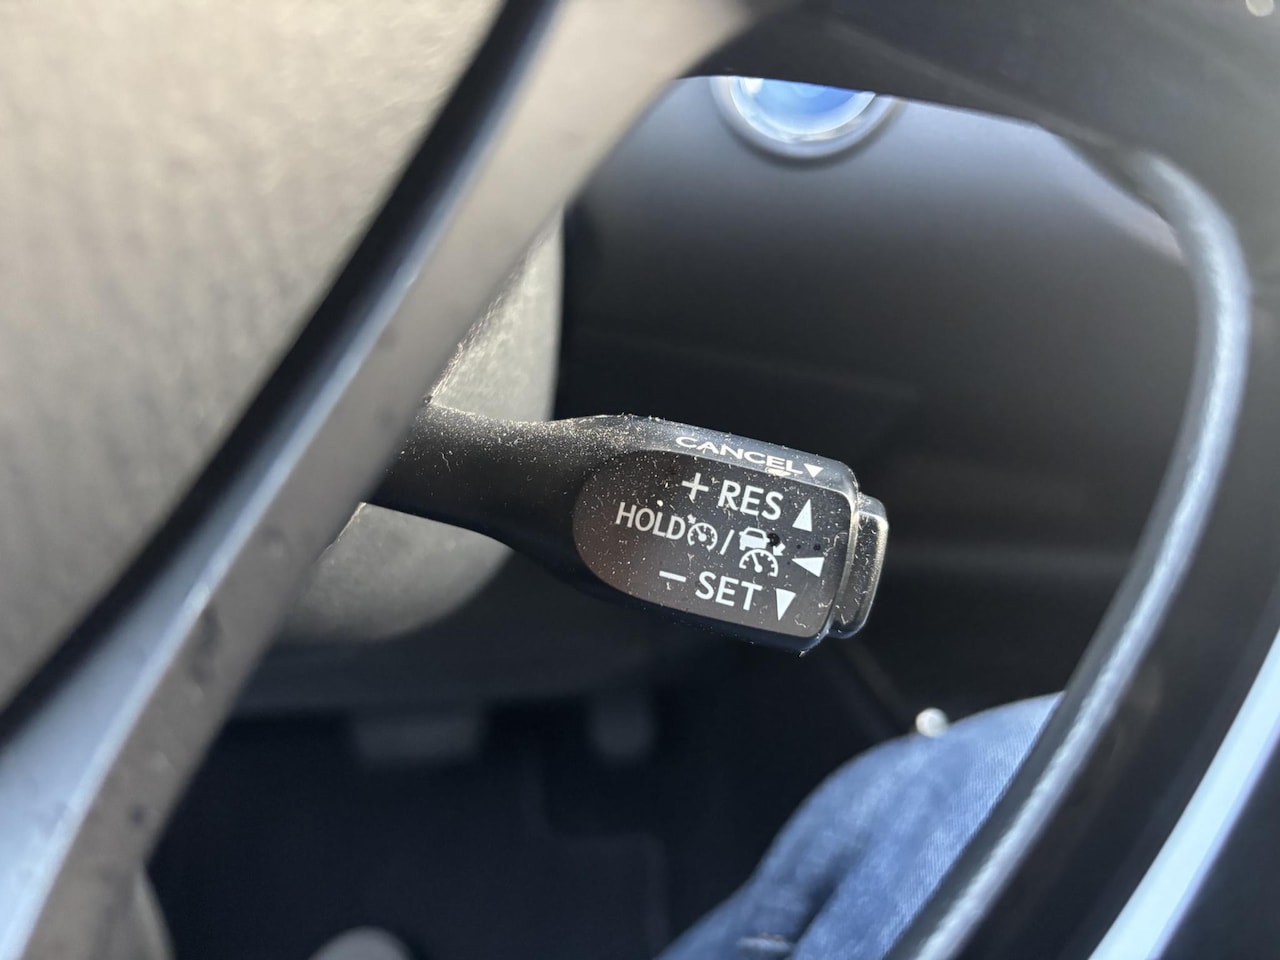 CANCEL▼
+ RES ▲
HOLD / ◀
− SET ▼